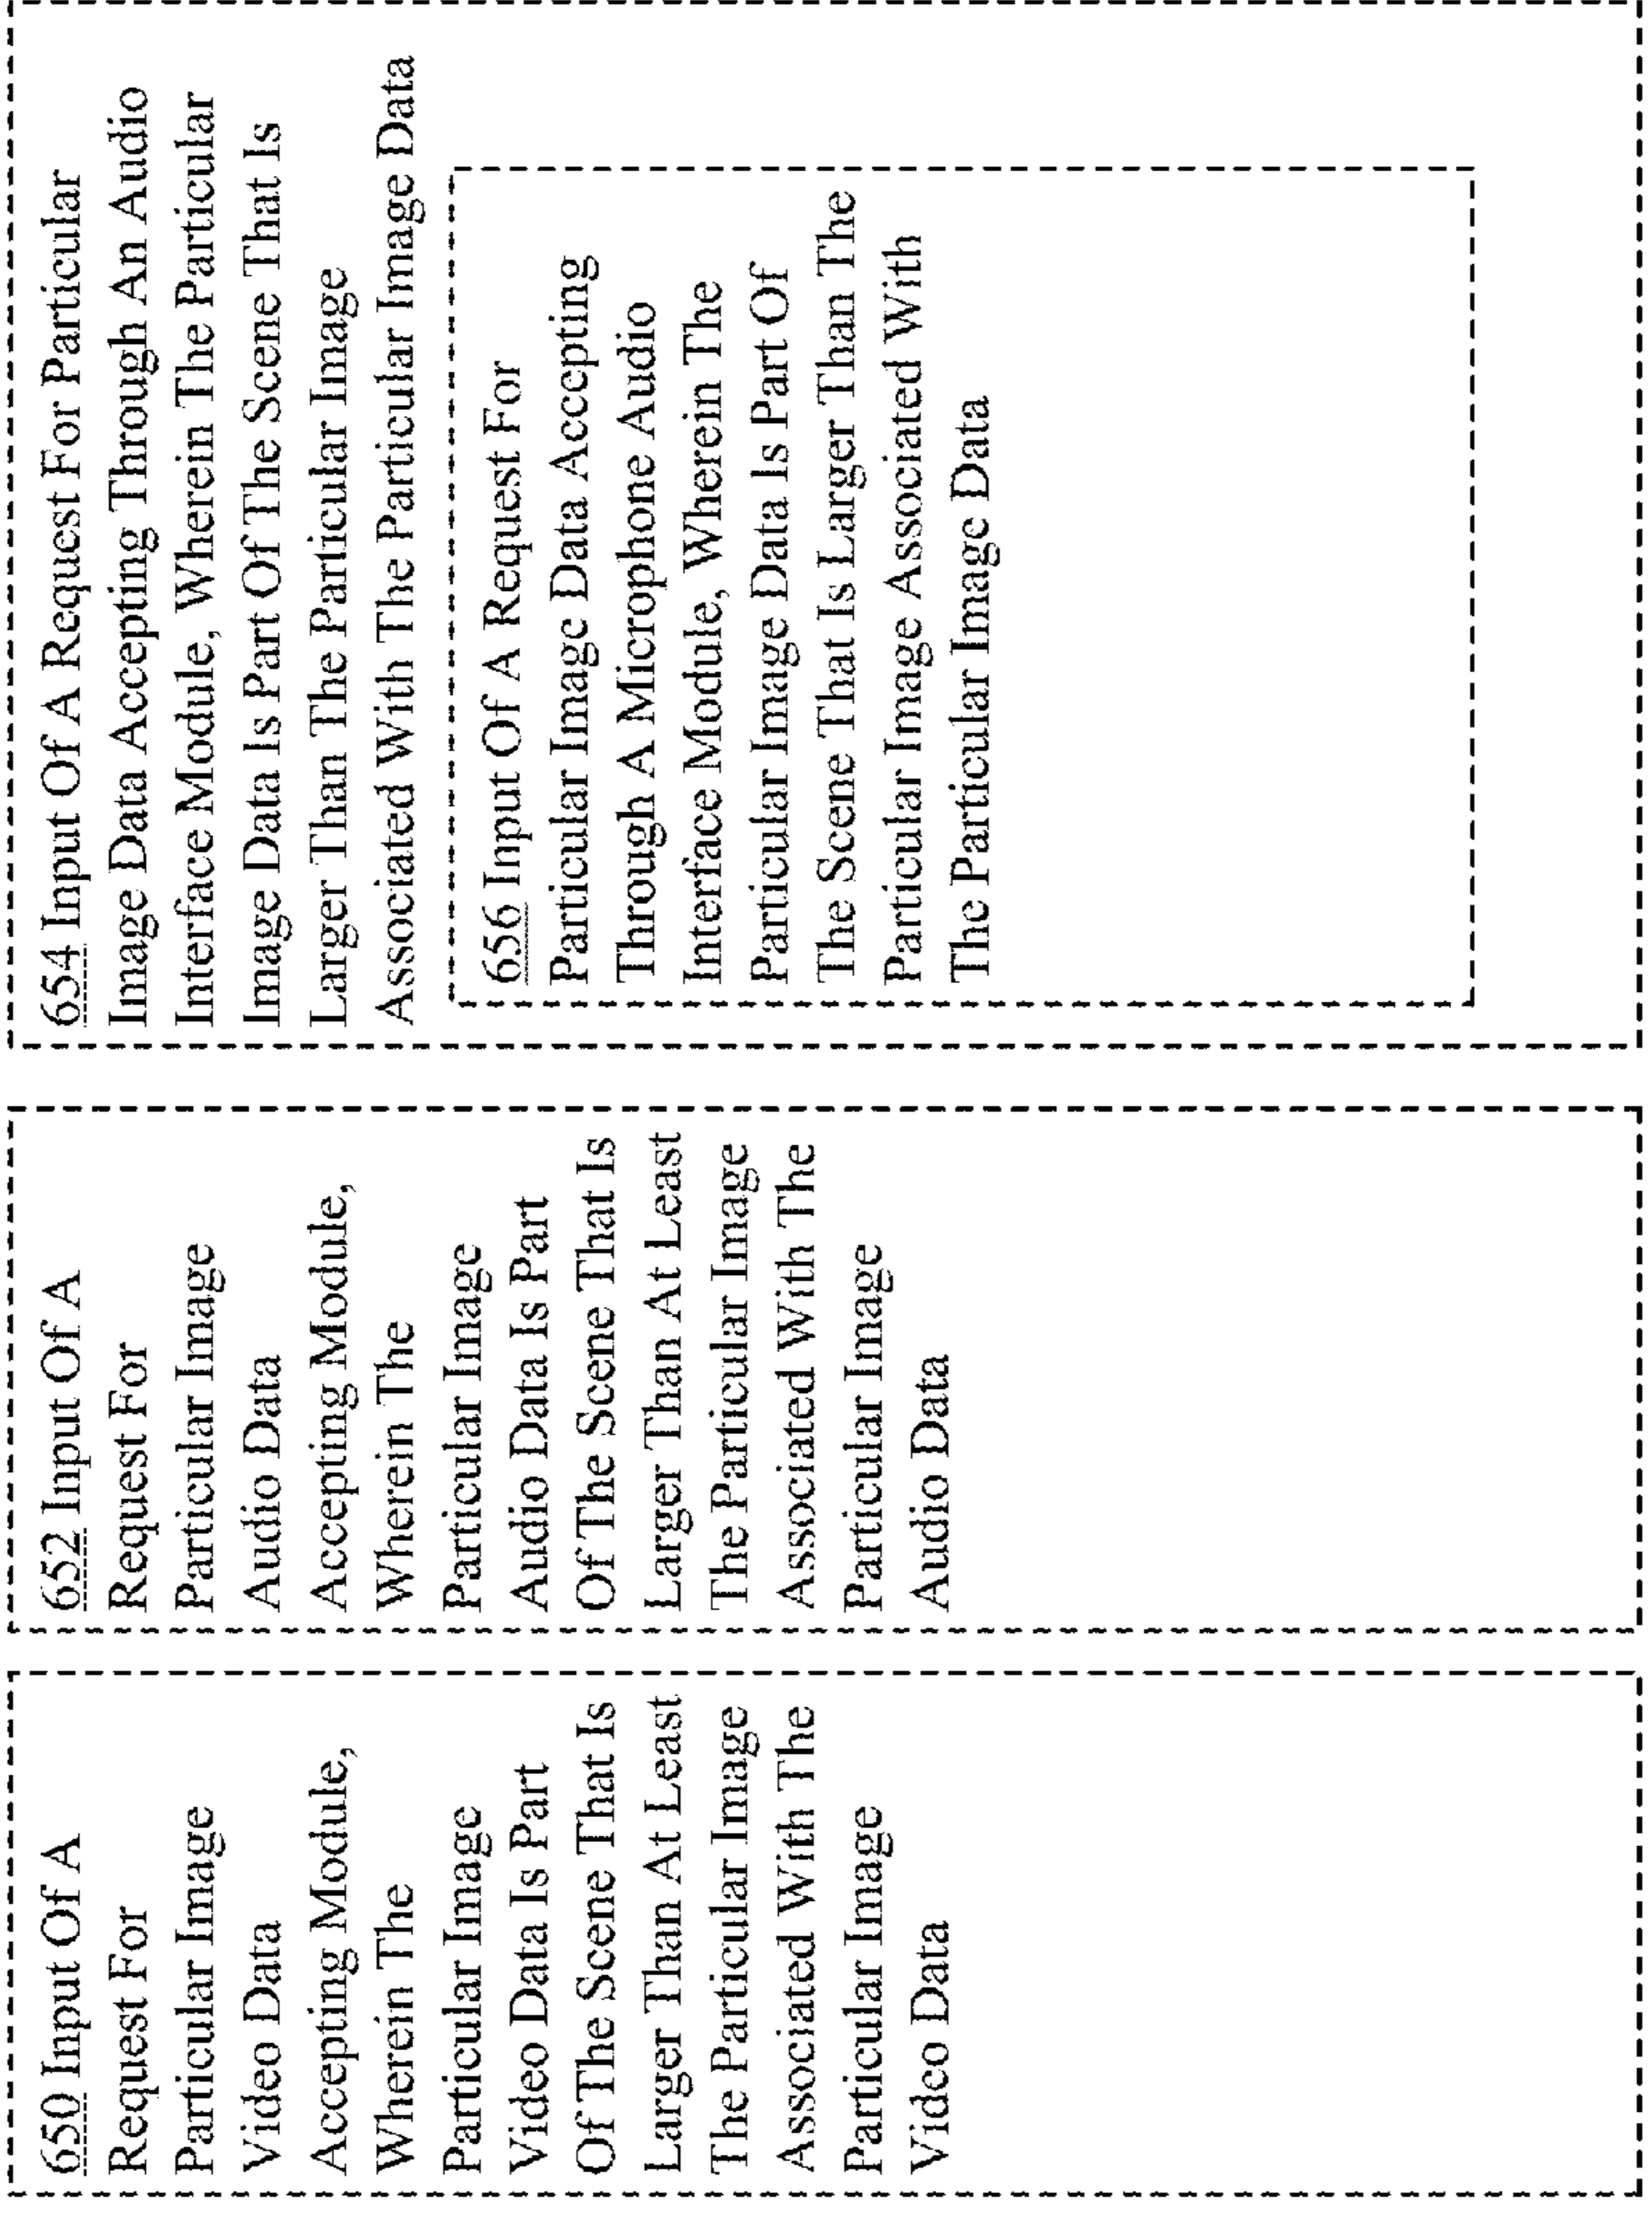 650 Input Of A
Request For
Particular Image
Video Data
Accepting Module,
Wherein The
Particular Image
Video Data Is Part
Of The Scene That Is
Larger Than At Least
The Particular Image
Associated With The
Particular Image
Video Data
652 Input Of A
Request For
Particular Image
Audio Data
Accepting Module,
Wherein The
Particular Image
Audio Data Is Part
Of The Scene That Is
Larger Than At Least
The Particular Image
Associated With The
Particular Image
Audio Data
654 Input Of A Request For Particular
Image Data Accepting Through An Audio
Interface Module, Wherein The Particular
Image Data Is Part Of The Scene That Is
Larger Than The Particular Image
Associated With The Particular Image Data
656 Input Of A Request For
Particular Image Data Accepting
Through A Microphone Audio
Interface Module, Wherein The
Particular Image Data Is Part Of
The Scene That Is Larger Than The
Particular Image Associated With
The Particular Image Data